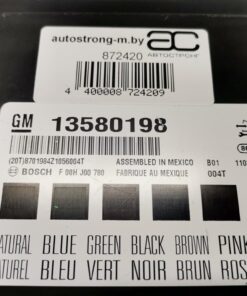 autostrong-m.by
ac
АВТОСТРОНГ
872420
4 400008 724209
GM 13580198
(20T)8701984Z1056004T ASSEMBLED IN MEXICO B01
BOSCH F 00H J00 780 FABRIQUE AU MEXIQUE 004T
ATURAL BLUE GREEN BLACK BROWN PINK
ATUREL BLEU VERT NOIR BRUN ROS